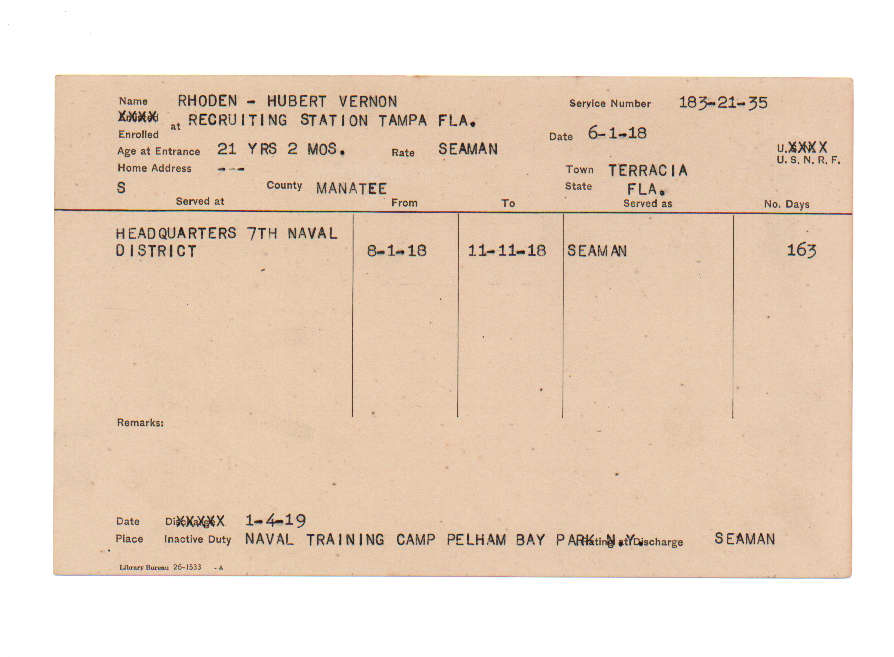 Name RHODEN - HUBERT VERNON Service Number 183-21-35
Enrolled at RECRUITING STATION TAMPA FLA. Date 6-1-18
Age at Entrance 21 YRS 2 MOS. Rate SEAMAN U.
U. S. N. R. F.
Home Address --- Town TERRACIA
S County MANATEE State FLA.
Served at From To Served as No. Days
HEADQUARTERS 7TH NAVAL
DISTRICT 8-1-18 11-11-18 SEAMAN 163
Remarks:
Date 1-4-19
Place Inactive Duty NAVAL TRAINING CAMP PELHAM BAY PARK N.Y. Rating at Discharge SEAMAN
Library Bureau 26-1533 -A